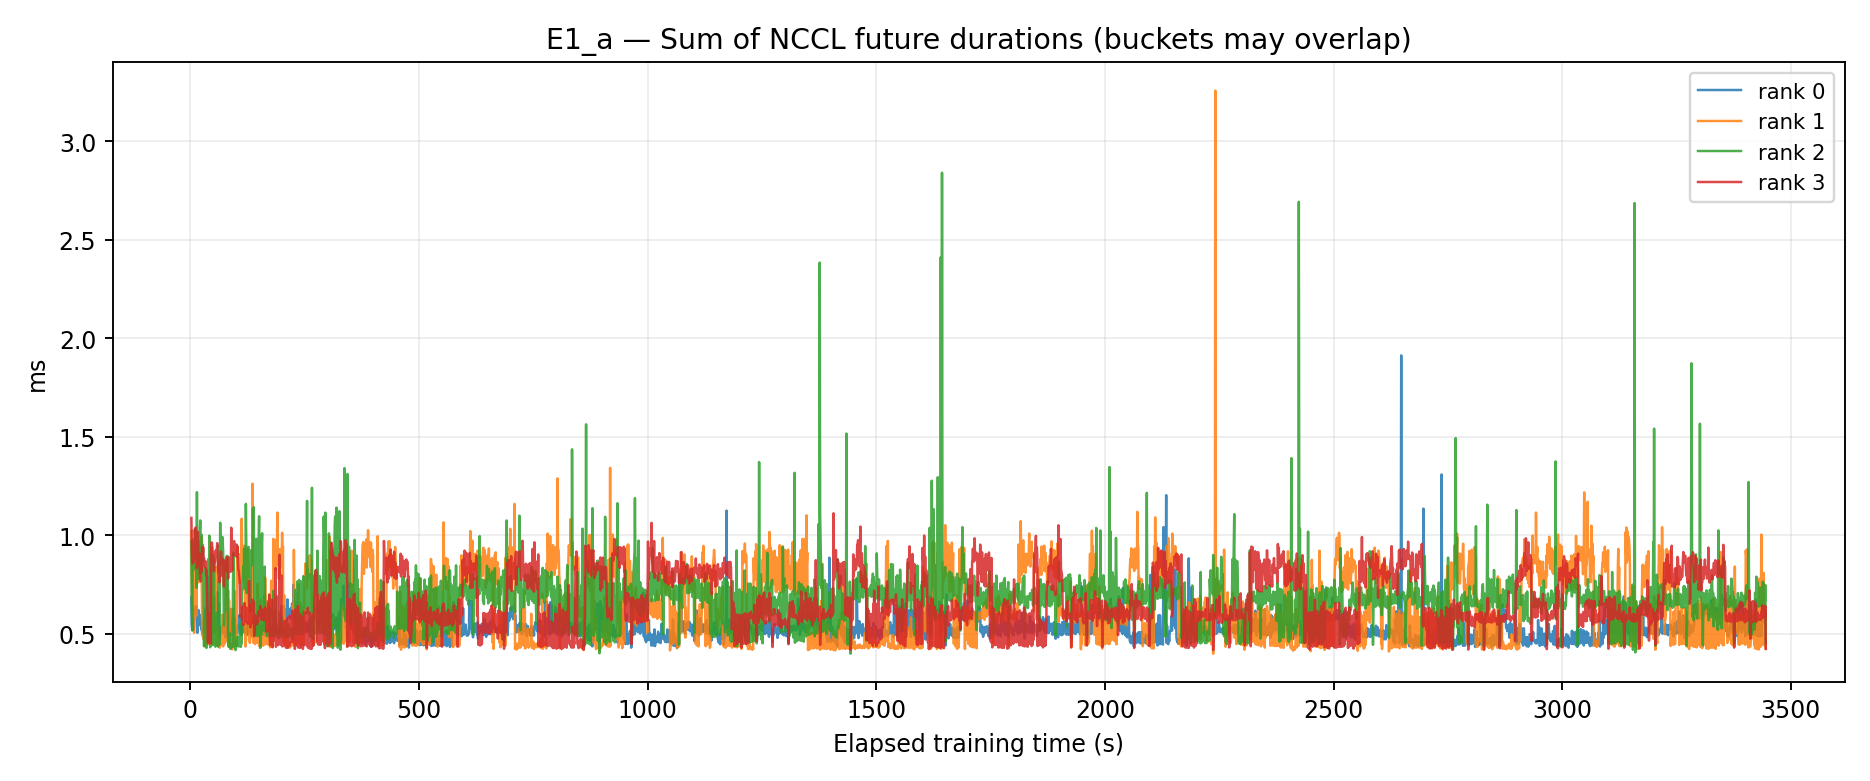 E1_a — Sum of NCCL future durations (buckets may overlap)
rank 0
rank 1
rank 2
rank 3
3.0
2.5
2.0
1.5
1.0
0.5
ms
0 500 1000 1500 2000 2500 3000 3500
Elapsed training time (s)